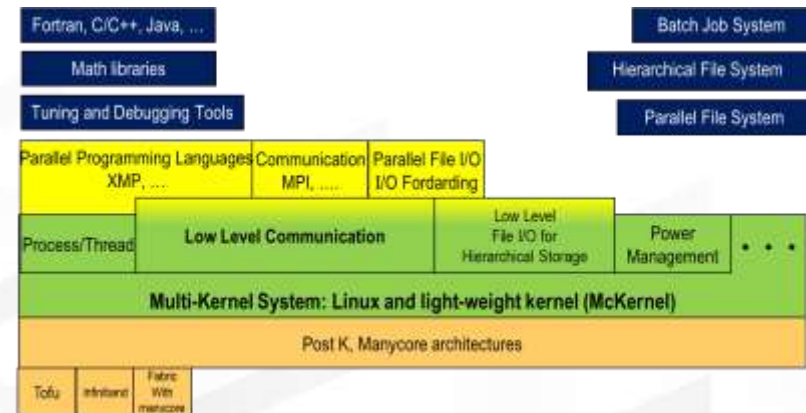 Fortran, C/C++, Java, ...
Batch Job System
Math libraries
Hierarchical File System
Tuning and Debugging Tools
Parallel File System
Parallel Programming Languages
XMP, ....
Communication
MPI, .....
Parallel File I/O
I/O Fordarding
Process/Thread
Low Level Communication
Low Level
File I/O for
Hierarchical Storage
Power
Management
• • •
Multi-Kernel System: Linux and light-weight kernel (McKernel)
Post K, Manycore architectures
Tofu
Infiniband
Fabric
With
manycore